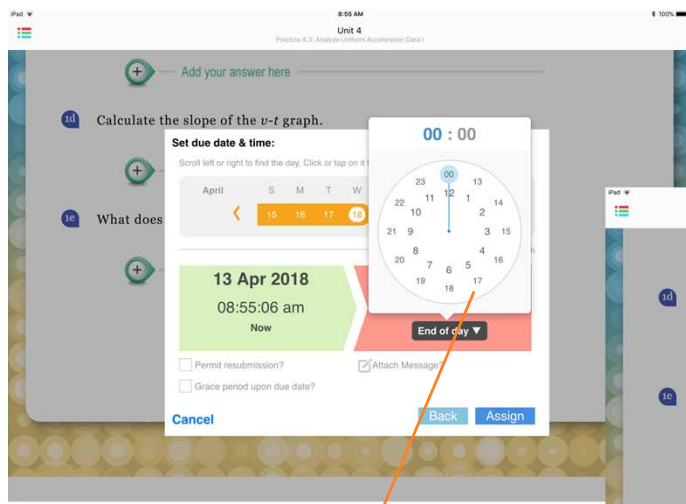 iPad
8:55 AM
100%
Unit 4
Practice 4.3: Analyze Uniform Acceleration Data I
+ Add your answer here
1d Calculate the slope of the v-t graph.
Set due date & time:
Scroll left or right to find the day. Click or tap on it
April S M T W
15 16 17 18
+
1e What does
+
00 : 00
00 13 14 15 16 17 18 19 20 21 22 23
12 1 2 3 4 5 6 7 8 9 10 11
h
13 Apr 2018
08:55:06 am
Now
End of day ▼
Permit resubmission?
Attach Message?
Grace period upon due date?
Cancel
Back
Assign
iPad
1d
1e